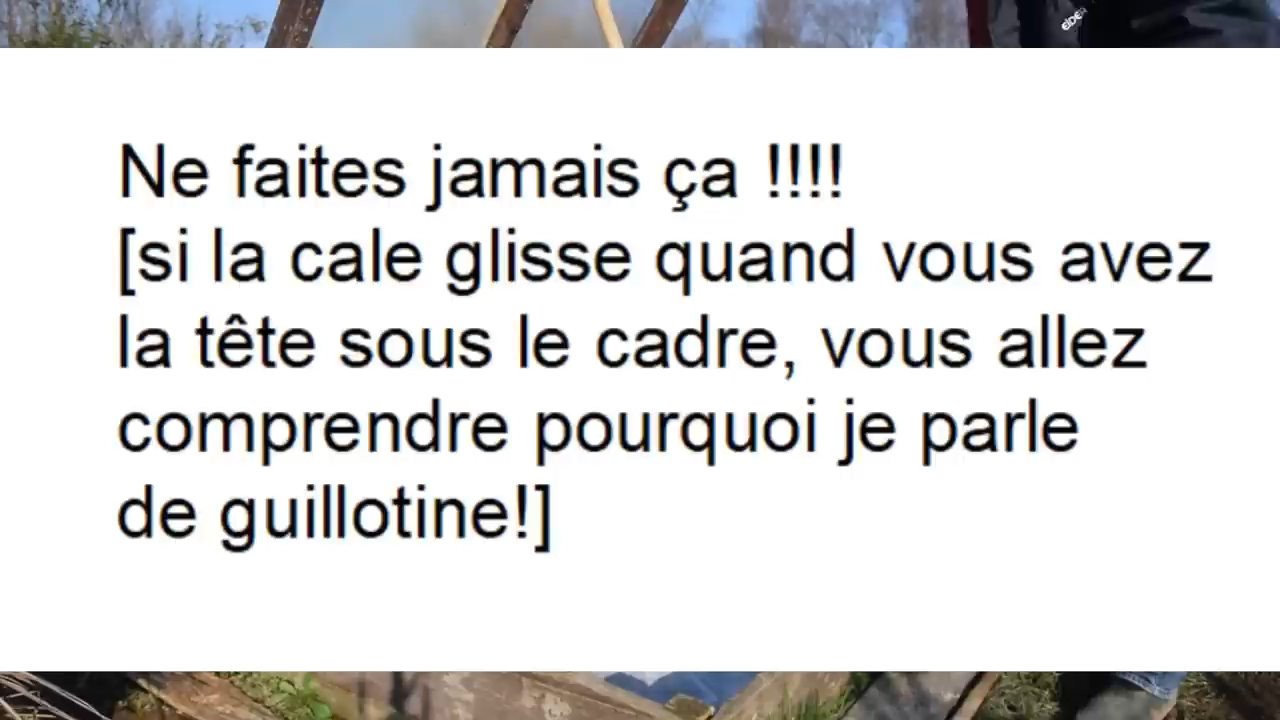 EIDER
Ne faites jamais ça !!!!
[si la cale glisse quand vous avez
la tête sous le cadre, vous allez
comprendre pourquoi je parle
de guillotine!]